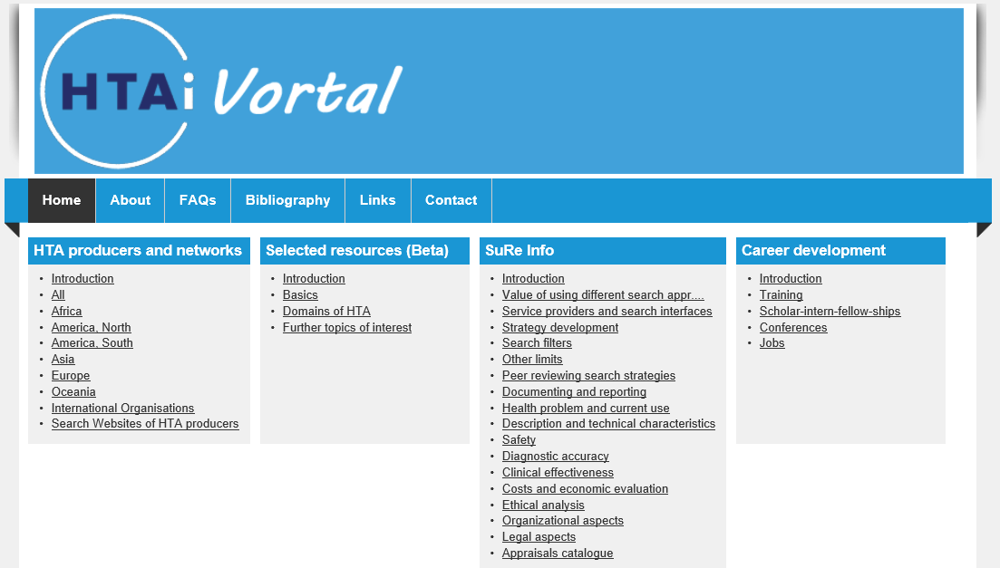 HTAi Vortal
Home About FAQs Bibliography Links Contact
HTA producers and networks
Introduction
All
Africa
America, North
America, South
Asia
Europe
Oceania
International Organisations
Search Websites of HTA producers
Selected resources (Beta)
Introduction
Basics
Domains of HTA
Further topics of interest
SuRe Info
Introduction
Value of using different search appr....
Service providers and search interfaces
Strategy development
Search filters
Other limits
Peer reviewing search strategies
Documenting and reporting
Health problem and current use
Description and technical characteristics
Safety
Diagnostic accuracy
Clinical effectiveness
Costs and economic evaluation
Ethical analysis
Organizational aspects
Legal aspects
Appraisals catalogue
Career development
Introduction
Training
Scholar-intern-fellow-ships
Conferences
Jobs